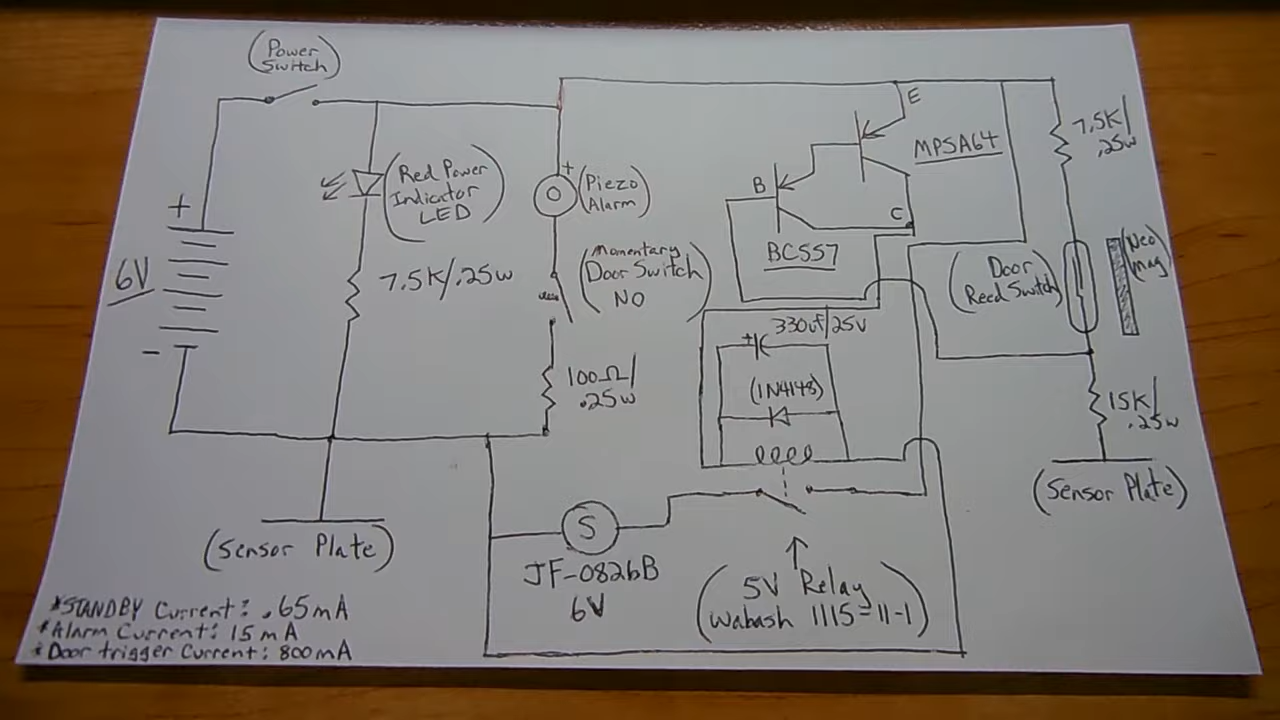 (Power
Switch)
+
6V
-
(Red Power
Indicator
LED)
7.5K/.25w
+
(Piezo
Alarm)
(Momentary
Door Switch
NO)
100Ω/
.25w
E
MPSA64
B
C
BC557
7.5K/
.25w
(Door
Reed Switch)
(Neo
mag)
330uf/25V
+
(1N4148)
15K/
.25w
(Sensor Plate)
(Sensor Plate)
S
JF-0826B
6V
(5V Relay
Wabash 1115=11-1)
*STANDBY Current: .65mA
*Alarm Current: 15mA
*Door trigger Current: 800mA